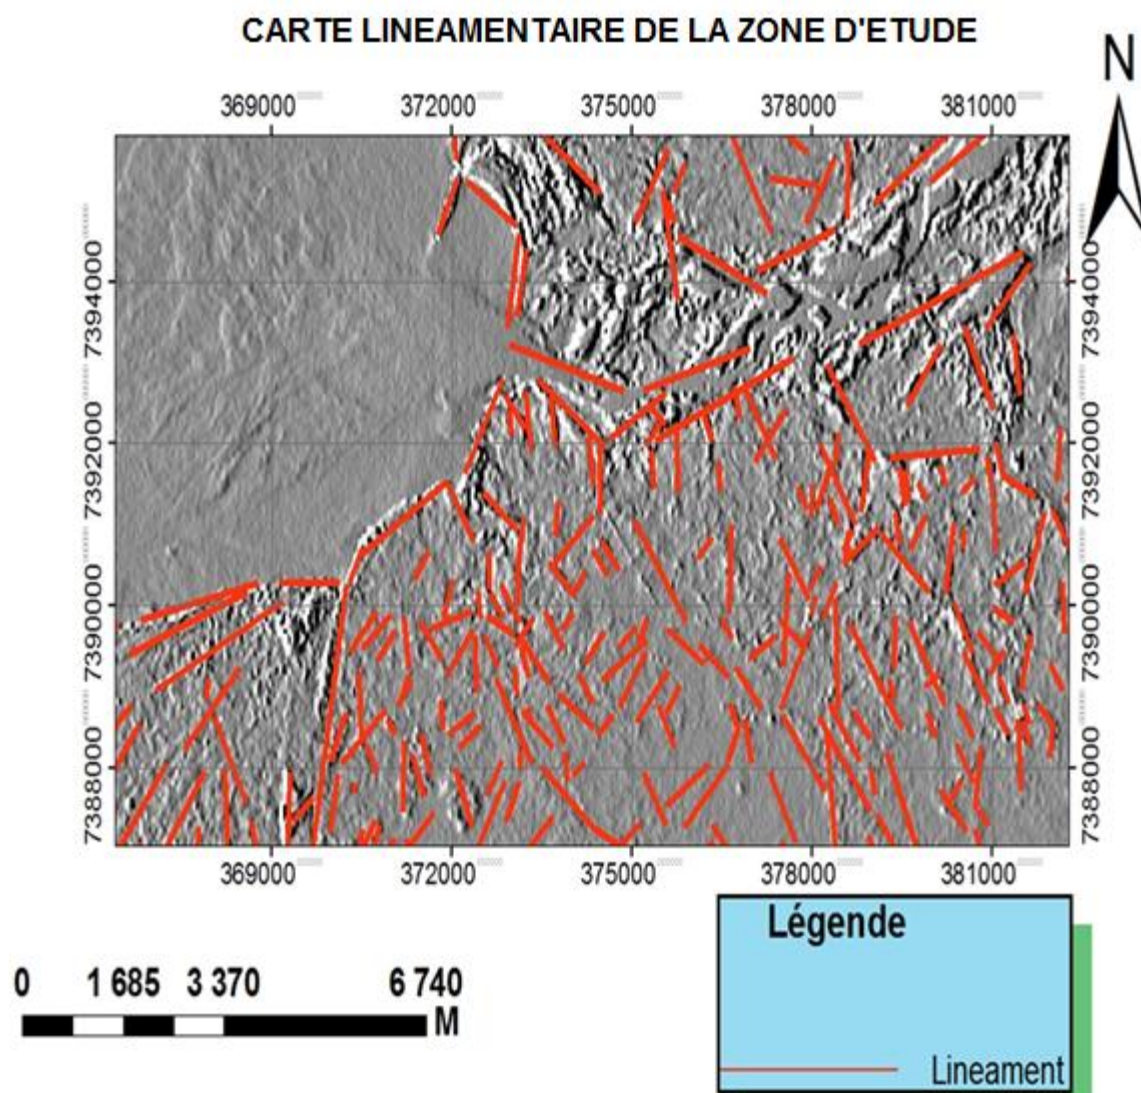 CARTE LINEAMENTAIRE DE LA ZONE D'ETUDE
N
369000 372000 375000 378000 381000
7394000 7394000
7392000 7392000
7390000 7390000
7388000 7388000
369000 372000 375000 378000 381000
Légende
0 1 685 3 370 6 740
M
Lineament